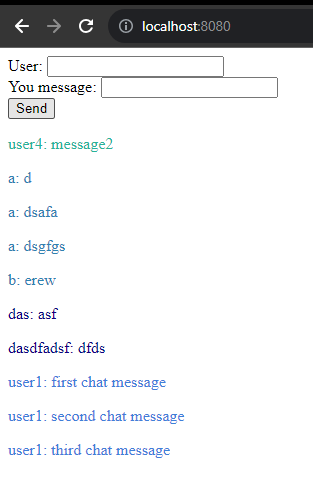 localhost:8080
User:
You message:
Send
user4: message2
a: d
a: dsafa
a: dsgfgs
b: erew
das: asf
dasdfadsf: dfds
user1: first chat message
user1: second chat message
user1: third chat message